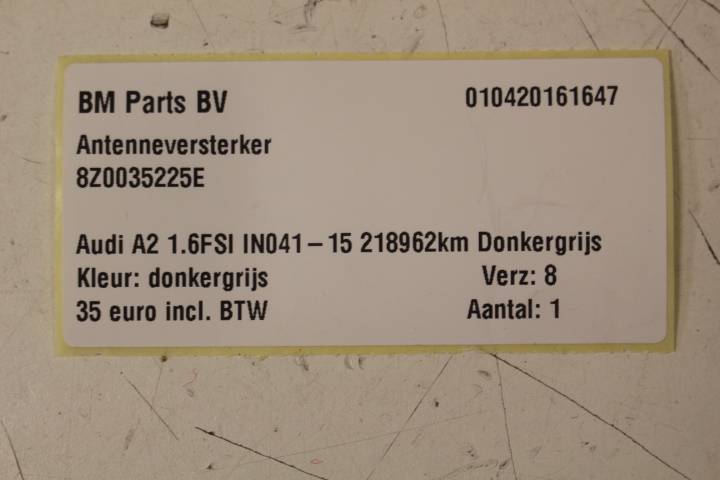 BM Parts BV 010420161647
Antenneversterker
8Z0035225E
Audi A2 1.6FSI IN041-15 218962km Donkergrijs
Kleur: donkergrijs Verz: 8
35 euro incl. BTW Aantal: 1